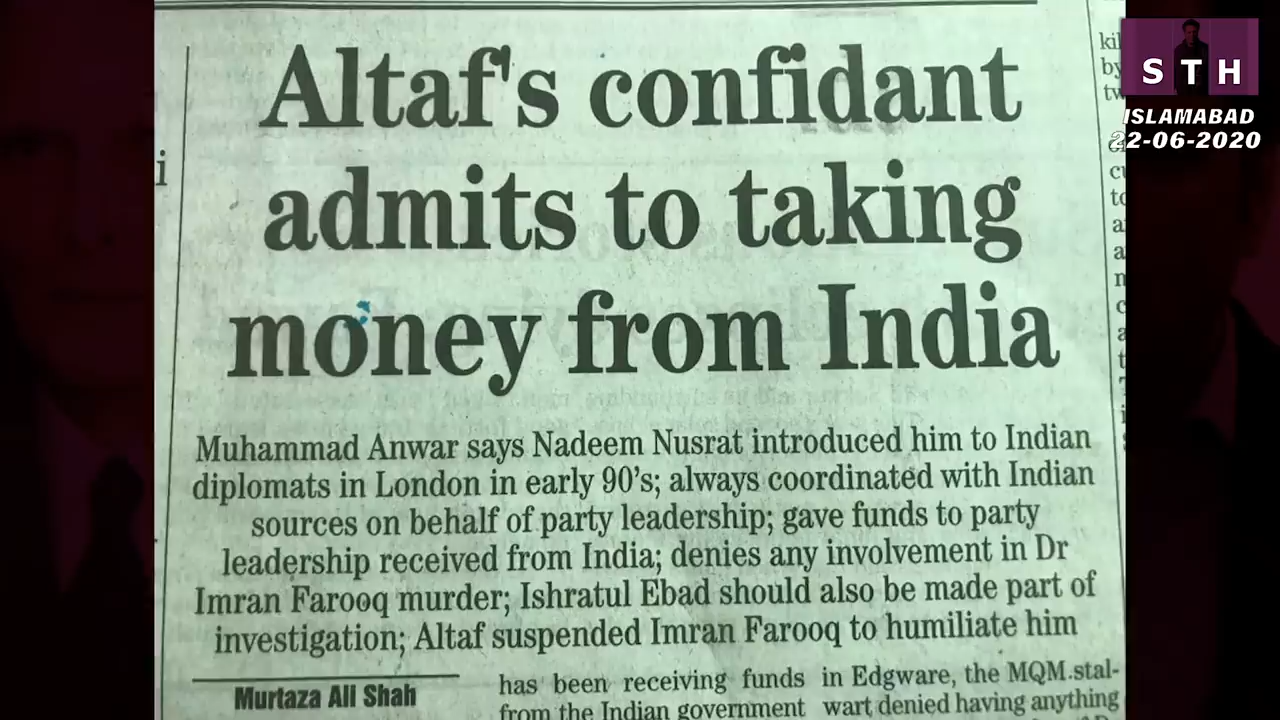 Altaf's confidant
admits to taking
money from India
Muhammad Anwar says Nadeem Nusrat introduced him to Indian
diplomats in London in early 90's; always coordinated with Indian
sources on behalf of party leadership; gave funds to party
leadership received from India; denies any involvement in Dr
Imran Farooq murder; Ishratul Ebad should also be made part of
investigation; Altaf suspended Imran Farooq to humiliate him
Murtaza Ali Shah
has been receiving funds
from the Indian government
in Edgware, the MQM stal-
wart denied having anything
STH
ISLAMABAD
22-06-2020